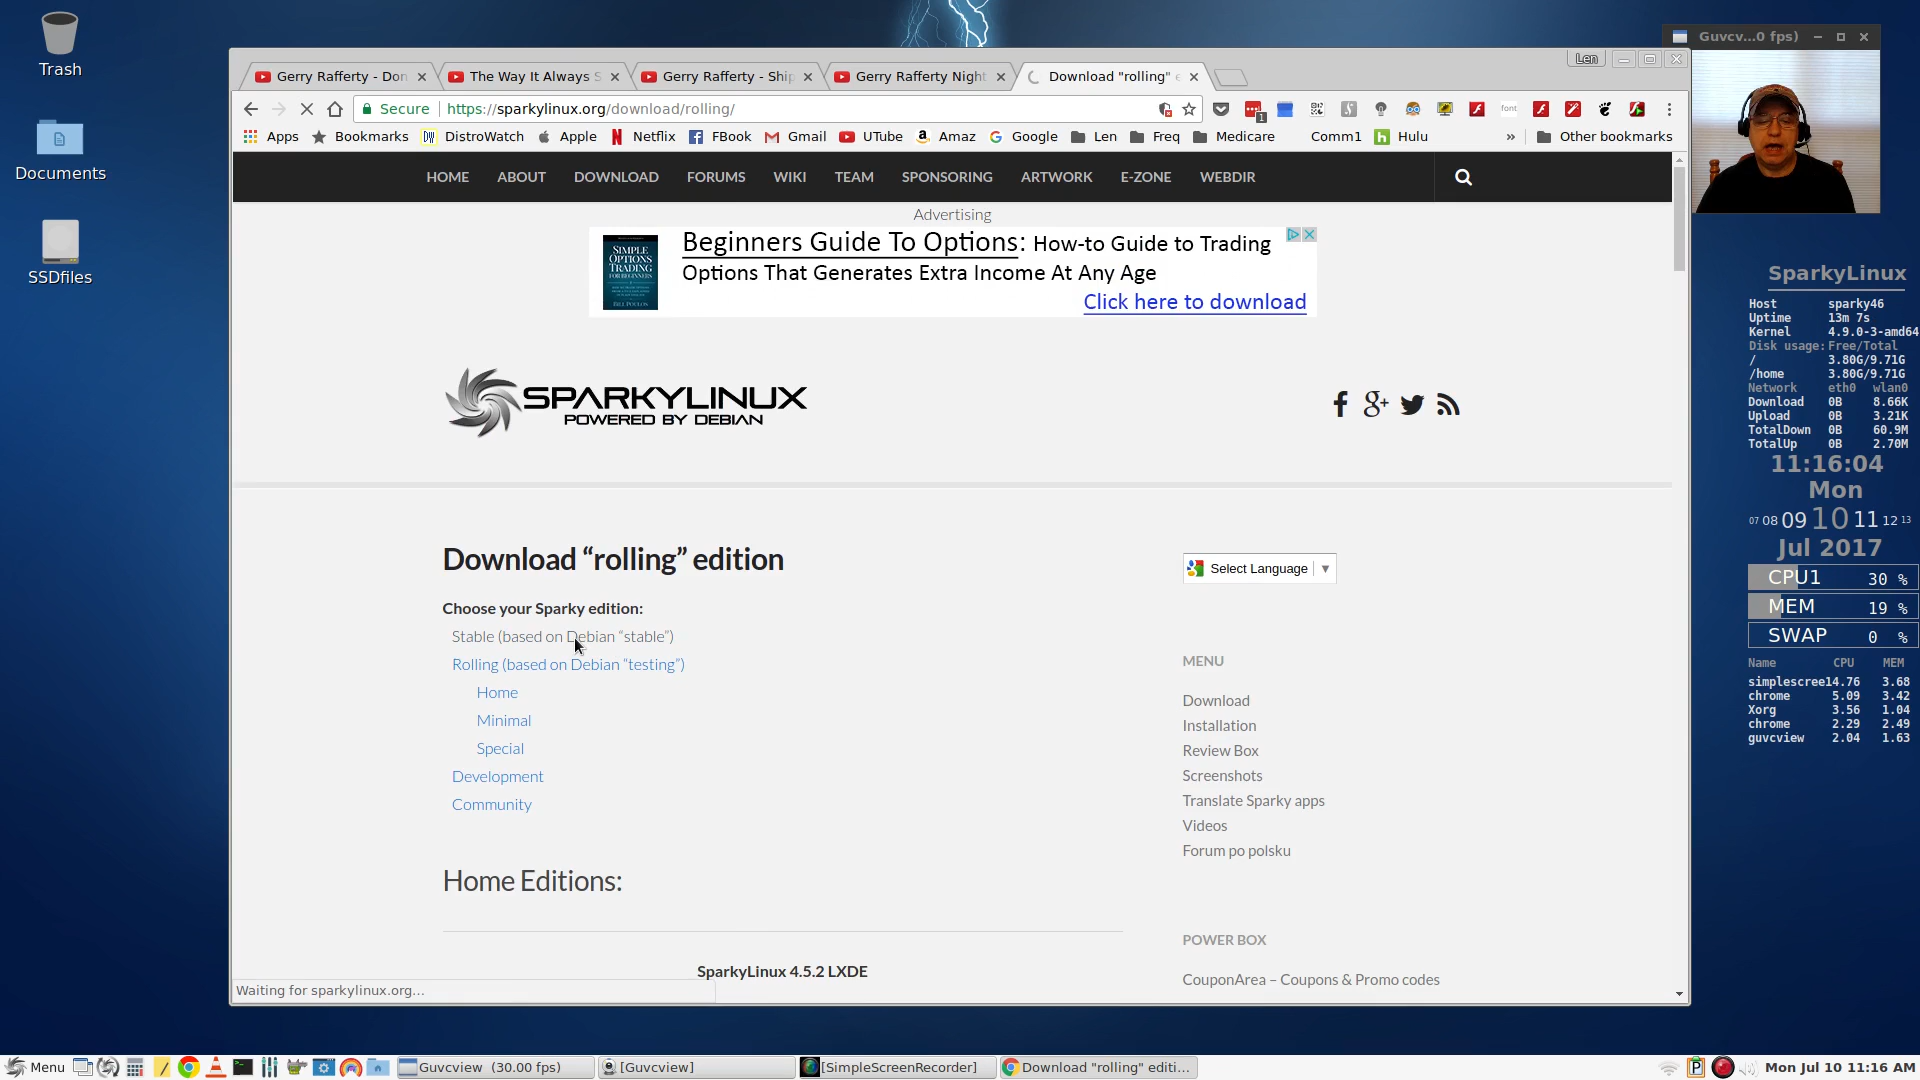 Trash
Documents
SSDfiles
Guvcv...0 fps)
Len
Gerry Rafferty - Don
The Way It Always S
Gerry Rafferty - Ship
Gerry Rafferty Night
Download "rolling" e
Secure
https://sparkylinux.org/download/rolling/
1
font
Apps
Bookmarks
DistroWatch
Apple
Netflix
FBook
Gmail
UTube
Amaz
Google
Len
Freq
Medicare
Comm1
Hulu
»
Other bookmarks
HOME
ABOUT
DOWNLOAD
FORUMS
WIKI
TEAM
SPONSORING
ARTWORK
E-ZONE
WEBDIR
Advertising
SIMPLE OPTIONS TRADING
FOR BEGINNERS
BILL POULOS
Beginners Guide To Options: How-to Guide to Trading
Options That Generates Extra Income At Any Age
Click here to download
SPARKYLINUX
POWERED BY DEBIAN
Download “rolling” edition
Choose your Sparky edition:
Stable (based on Debian “stable”)
Rolling (based on Debian “testing”)
Home
Minimal
Special
Development
Community
Home Editions:
SparkyLinux 4.5.2 LXDE
Select Language
MENU
Download
Installation
Review Box
Screenshots
Translate Sparky apps
Videos
Forum po polsku
POWER BOX
CouponArea – Coupons & Promo codes
Waiting for sparkylinux.org...
SparkyLinux
Host sparky46
Uptime 13m 7s
Kernel 4.9.0-3-amd64
Disk usage: Free/Total
/ 3.80G/9.71G
/home 3.80G/9.71G
Network eth0 wlan0
Download 0B 8.66K
Upload 0B 3.21K
TotalDown 0B 60.9M
TotalUp 0B 2.70M
11:16:04
Mon
07 08 09 10 11 12 13
Jul 2017
CPU1 30 %
MEM 19 %
SWAP 0 %
Name CPU MEM
simplescree14.76 3.68
chrome 5.09 3.42
Xorg 3.56 1.04
chrome 2.29 2.49
guvcview 2.04 1.63
Menu
Guvcview (30.00 fps)
[Guvcview]
[SimpleScreenRecorder]
Download "rolling" editi...
P
Mon Jul 10 11:16 AM